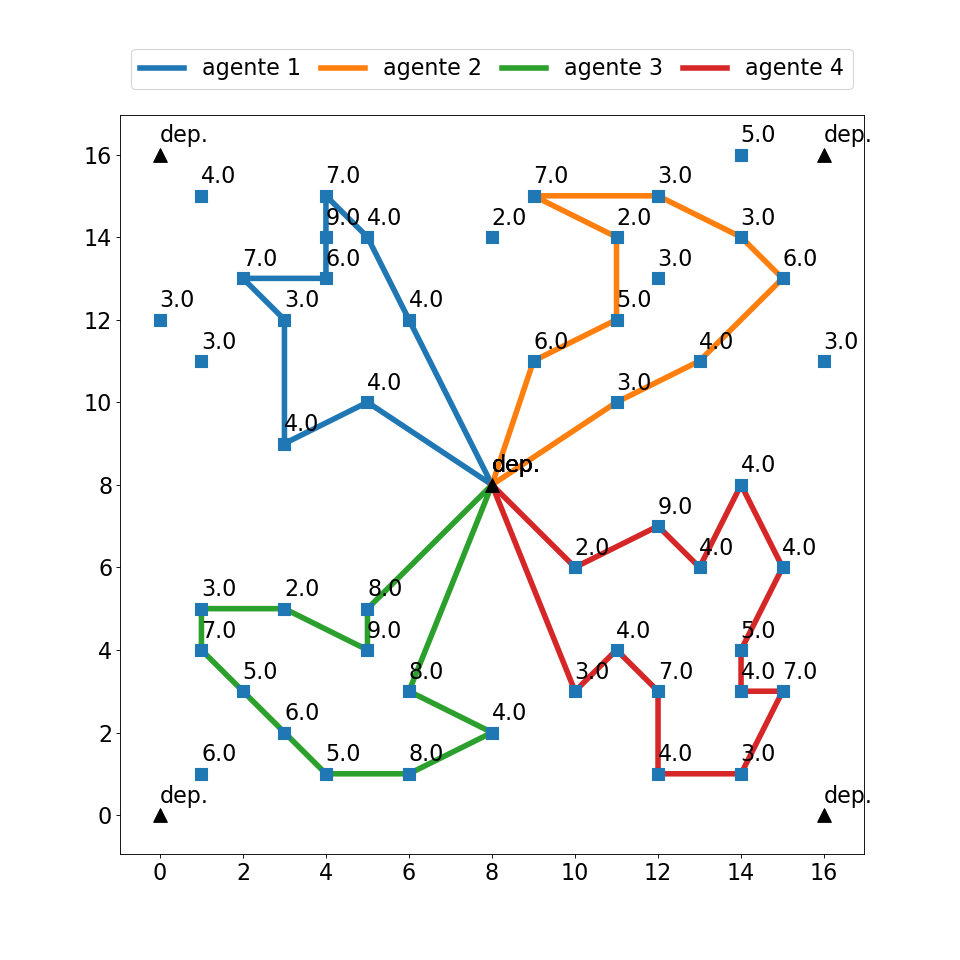 agente 1 agente 2 agente 3 agente 4
dep. 5.0 dep.
16
4.0 7.0 7.0 3.0
9.0 4.0 2.0 2.0 3.0
14
7.0 6.0 3.0 6.0
3.0 3.0 4.0 5.0
12
3.0 6.0 4.0 3.0
4.0 3.0
10
4.0
dep. 4.0
8
9.0
2.0 4.0 4.0
6
3.0 2.0 8.0
7.0 9.0 4.0 5.0
4
5.0 8.0 3.0 7.0 4.0 7.0
6.0 4.0
2
6.0 5.0 8.0 4.0 3.0
dep. dep.
0
0 2 4 6 8 10 12 14 16